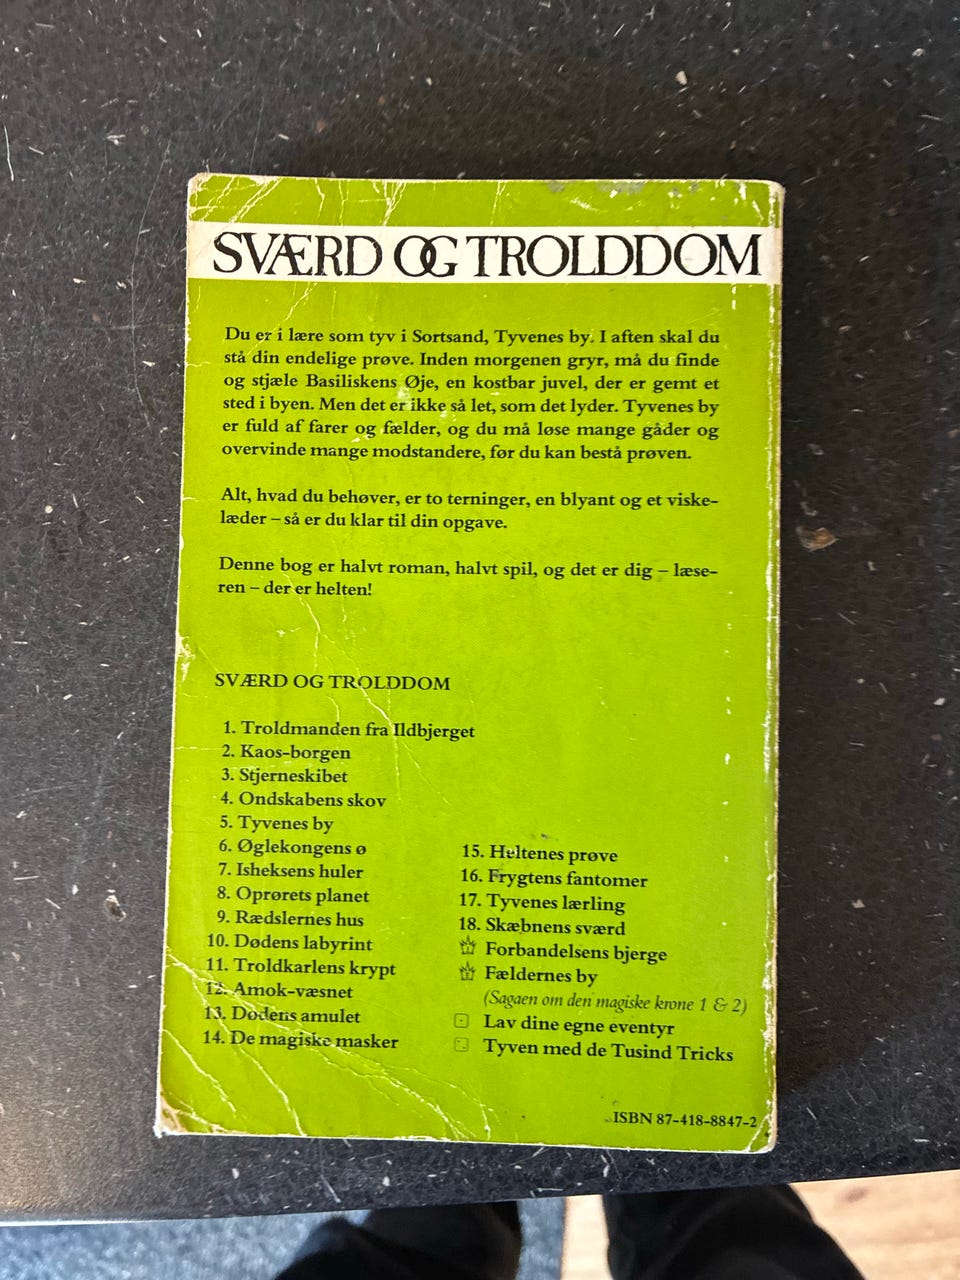 SVÆRD OG TROLDDOM
Du er i lære som tyv i Sortsand, Tyvenes by. I aften skal du
stå din endelige prøve. Inden morgenen gryr, må du finde
og stjæle Basiliskens Øje, en kostbar juvel, der er gemt et
sted i byen. Men det er ikke så let, som det lyder. Tyvenes by
er fuld af farer og fælder, og du må løse mange gåder og
overvinde mange modstandere, før du kan bestå prøven.
Alt, hvad du behøver, er to terninger, en blyant og et viske-
læder – så er du klar til din opgave.
Denne bog er halvt roman, halvt spil, og det er dig – læse-
ren – der er helten!
SVÆRD OG TROLDDOM
1. Troldmanden fra Ildbjerget
2. Kaos-borgen
3. Stjerneskibet
4. Ondskabens skov
5. Tyvenes by
6. Øglekongens ø
7. Isheksens huler
8. Oprørets planet
9. Rædslernes hus
10. Dødens labyrint
11. Troldkarlens krypt
12. Amok-væsnet
13. Dødens amulet
14. De magiske masker
15. Heltenes prøve
16. Frygtens fantomer
17. Tyvenes lærling
18. Skæbnens sværd
Forbandelsens bjerge
Fældernes by
(Sagaen om den magiske krone 1 & 2)
Lav dine egne eventyr
Tyven med de Tusind Tricks
ISBN 87-418-8847-2